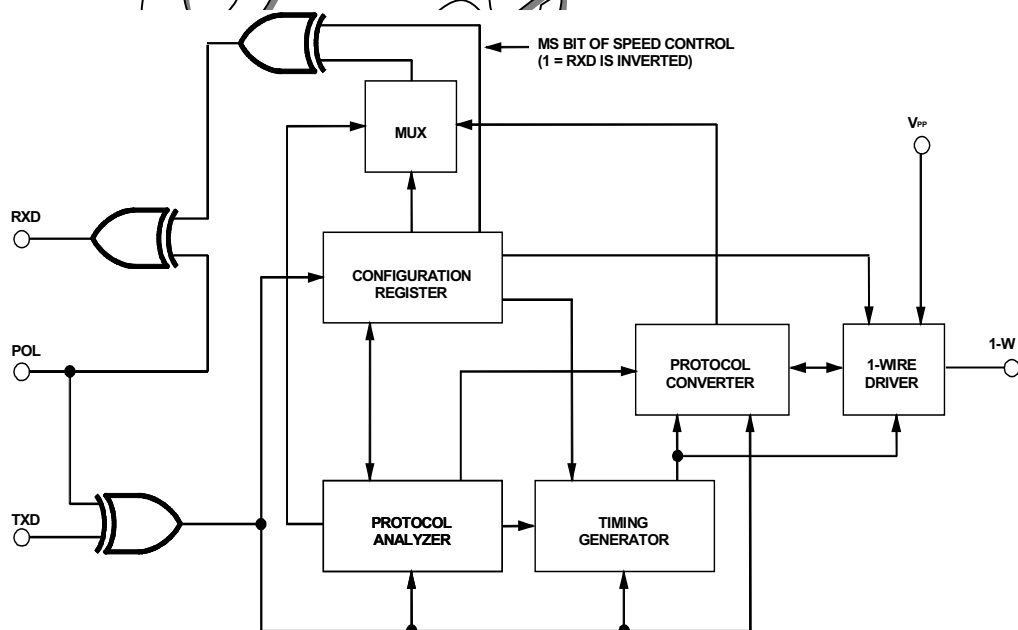 MS BIT OF SPEED CONTROL
(1 = RXD IS INVERTED)
MUX
VPP
RXD
CONFIGURATION
REGISTER
POL
PROTOCOL
CONVERTER
1-WIRE
DRIVER
1-W
TXD
PROTOCOL
ANALYZER
TIMING
GENERATOR